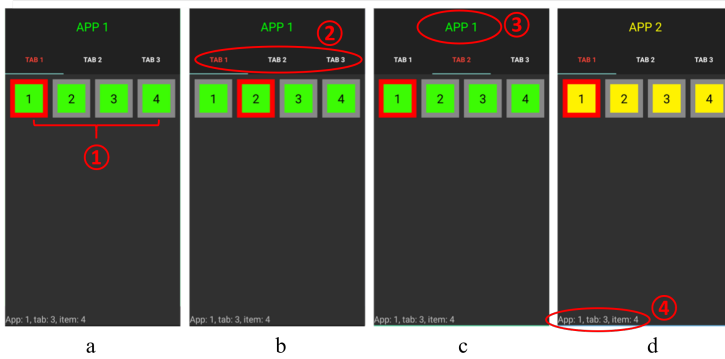 APP 1
TAB 1 TAB 2 TAB 3
1 2 3 4
①
App: 1, tab: 3, item: 4
a
APP 1
②
TAB 1 TAB 2 TAB 3
1 2 3 4
App: 1, tab: 3, item: 4
b
APP 1
③
TAB 1 TAB 2 TAB 3
1 2 3 4
App: 1, tab: 3, item: 4
c
APP 2
TAB 1 TAB 2 TAB 3
1 2 3 4
④
App: 1, tab: 3, item: 4
d